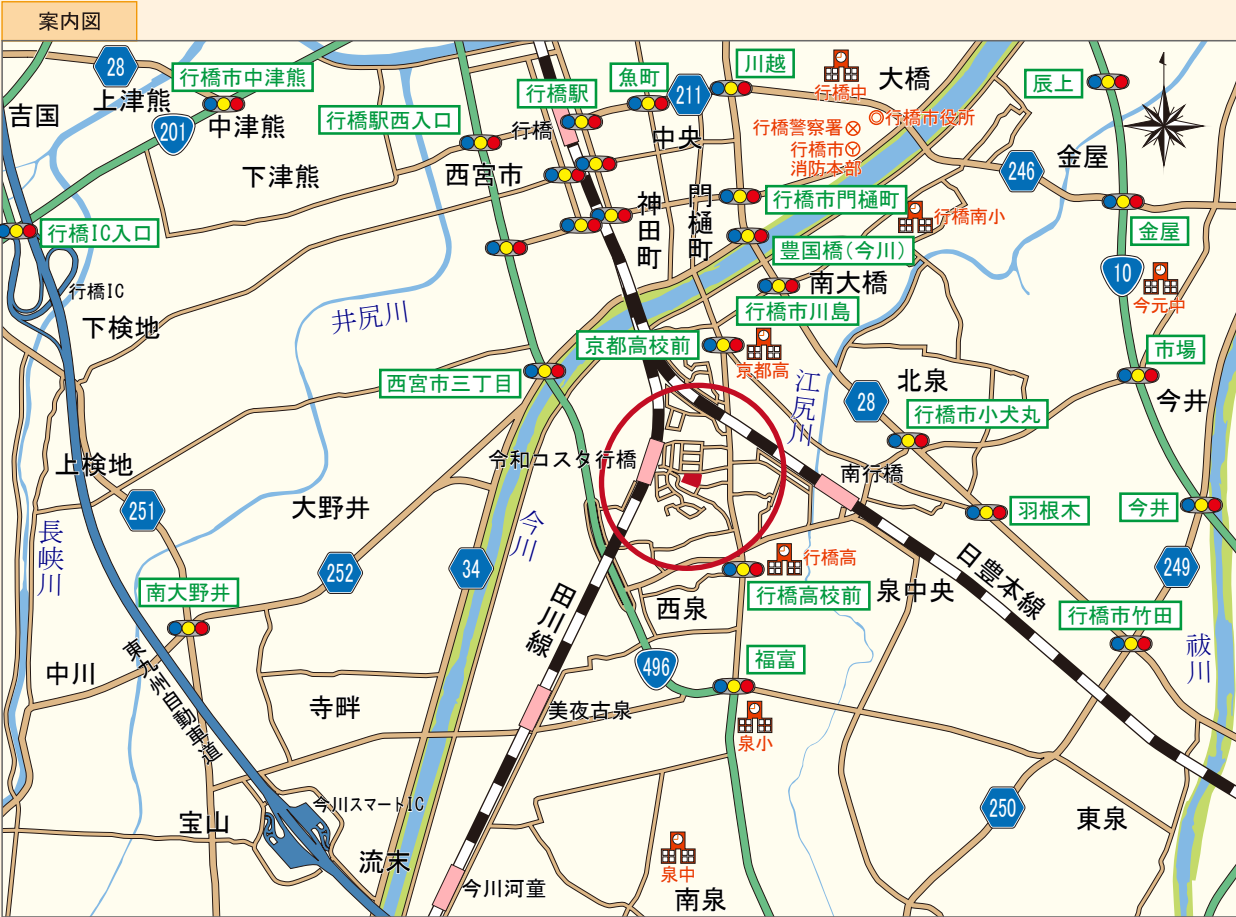 案内図
28
行橋市中津熊
吉国
上津熊
201
中津熊
下津熊
行橋駅西入口
行橋駅
行橋
魚町
211
川越
行橋中
大橋
辰上
中央
行橋警察署
行橋市役所
行橋市
消防本部
西宮市
246
金屋
行橋IC入口
神田町
門樋町
行橋市門樋町
行橋南小
金屋
豊国橋(今川)
行橋IC
南大橋
10
今元中
下検地
井尻川
行橋市川島
京都高校前
京都高
市場
西宮市三丁目
江尻川
北泉
28
今井
行橋市小犬丸
上検地
令和コスタ行橋
南行橋
251
大野井
今川
羽根木
今井
長峡川
252
34
行橋高
日豊本線
249
南大野井
田川線
行橋高校前
泉中央
西泉
行橋市竹田
祓川
東九州自動車道
中川
496
福富
寺畔
美夜古泉
泉小
今川スマートIC
宝山
250
東泉
流末
泉中
今川河童
南泉